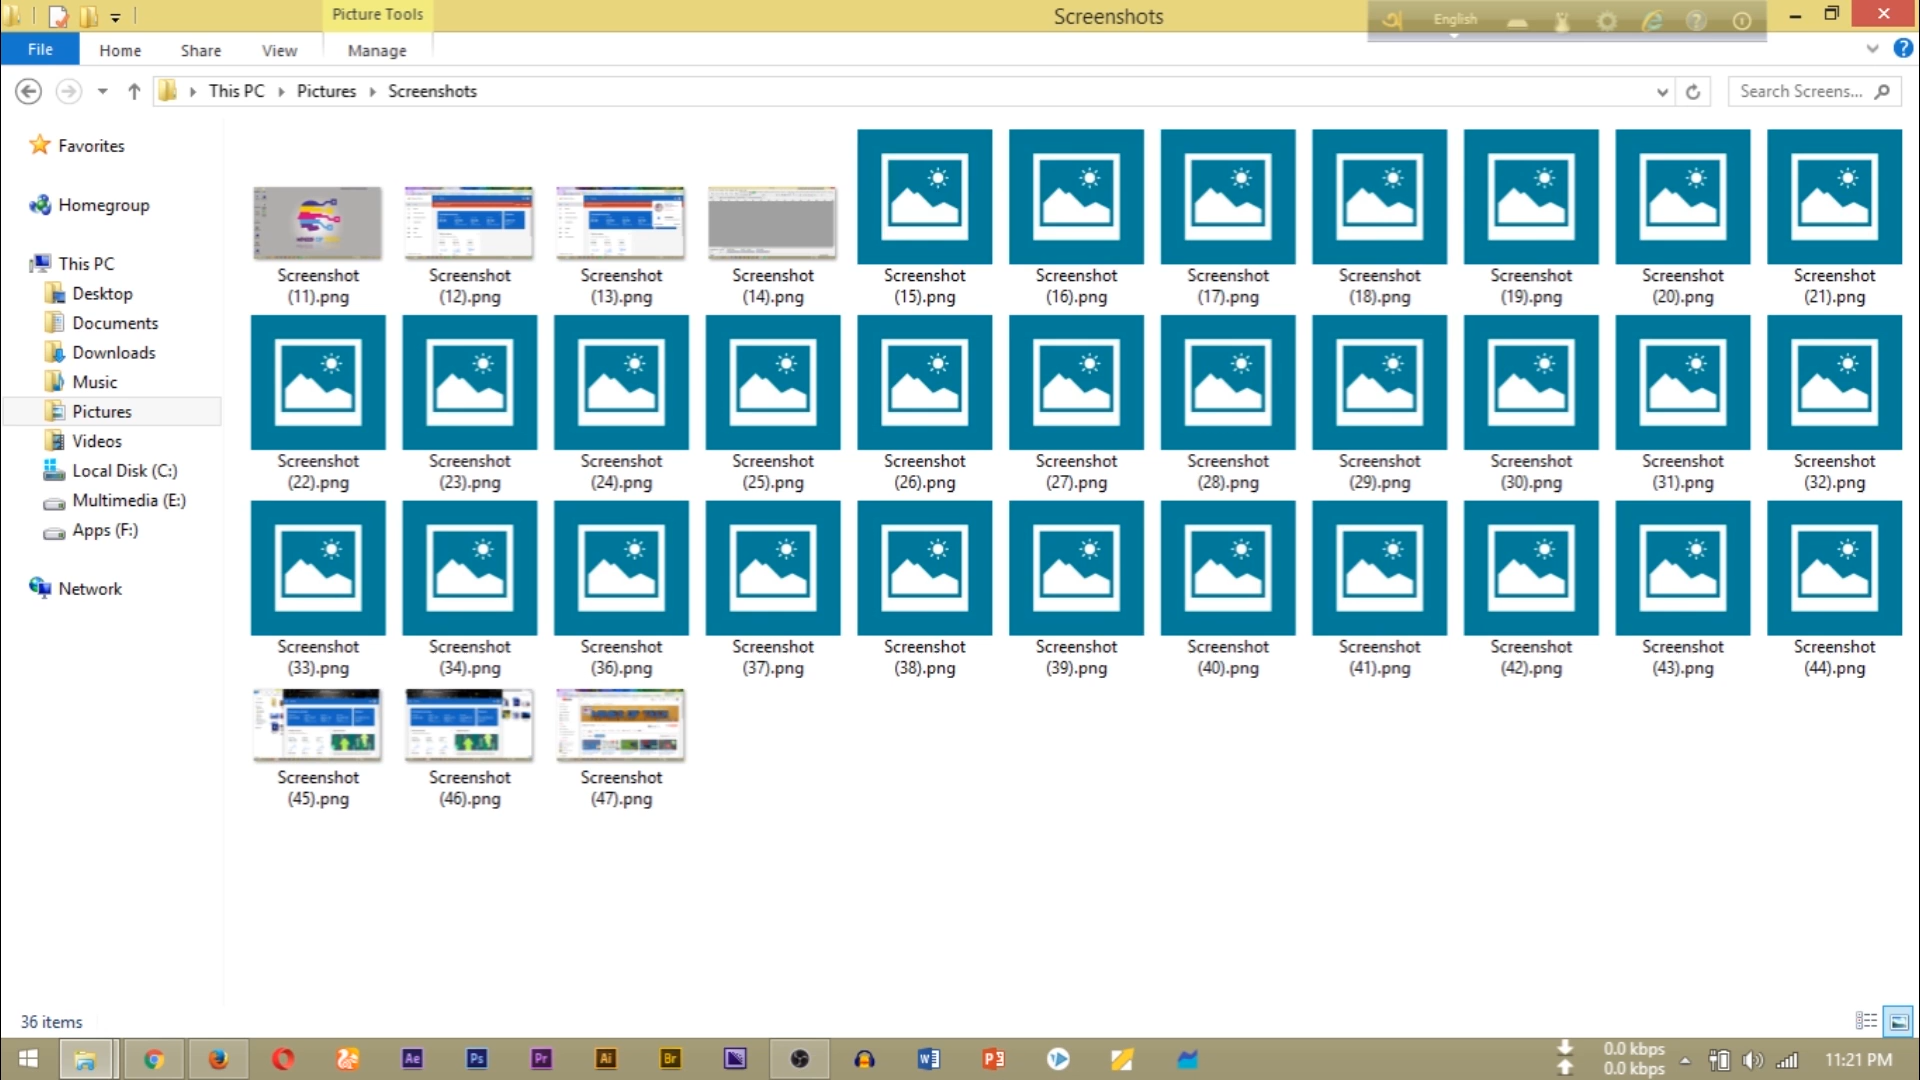 Picture Tools
Screenshots
English
File
Home
Share
View
Manage
This PC
Pictures
Screenshots
Search Screens...
Favorites
Homegroup
This PC
Desktop
Documents
Downloads
Music
Pictures
Videos
Local Disk (C:)
Multimedia (E:)
Apps (F:)
Network
Screenshot
(11).png
Screenshot
(12).png
Screenshot
(13).png
Screenshot
(14).png
Screenshot
(15).png
Screenshot
(16).png
Screenshot
(17).png
Screenshot
(18).png
Screenshot
(19).png
Screenshot
(20).png
Screenshot
(21).png
Screenshot
(22).png
Screenshot
(23).png
Screenshot
(24).png
Screenshot
(25).png
Screenshot
(26).png
Screenshot
(27).png
Screenshot
(28).png
Screenshot
(29).png
Screenshot
(30).png
Screenshot
(31).png
Screenshot
(32).png
Screenshot
(33).png
Screenshot
(34).png
Screenshot
(36).png
Screenshot
(37).png
Screenshot
(38).png
Screenshot
(39).png
Screenshot
(40).png
Screenshot
(41).png
Screenshot
(42).png
Screenshot
(43).png
Screenshot
(44).png
Screenshot
(45).png
Screenshot
(46).png
Screenshot
(47).png
36 items
Ae
Ps
Pr
Ai
Br
0.0 kbps
0.0 kbps
11:21 PM